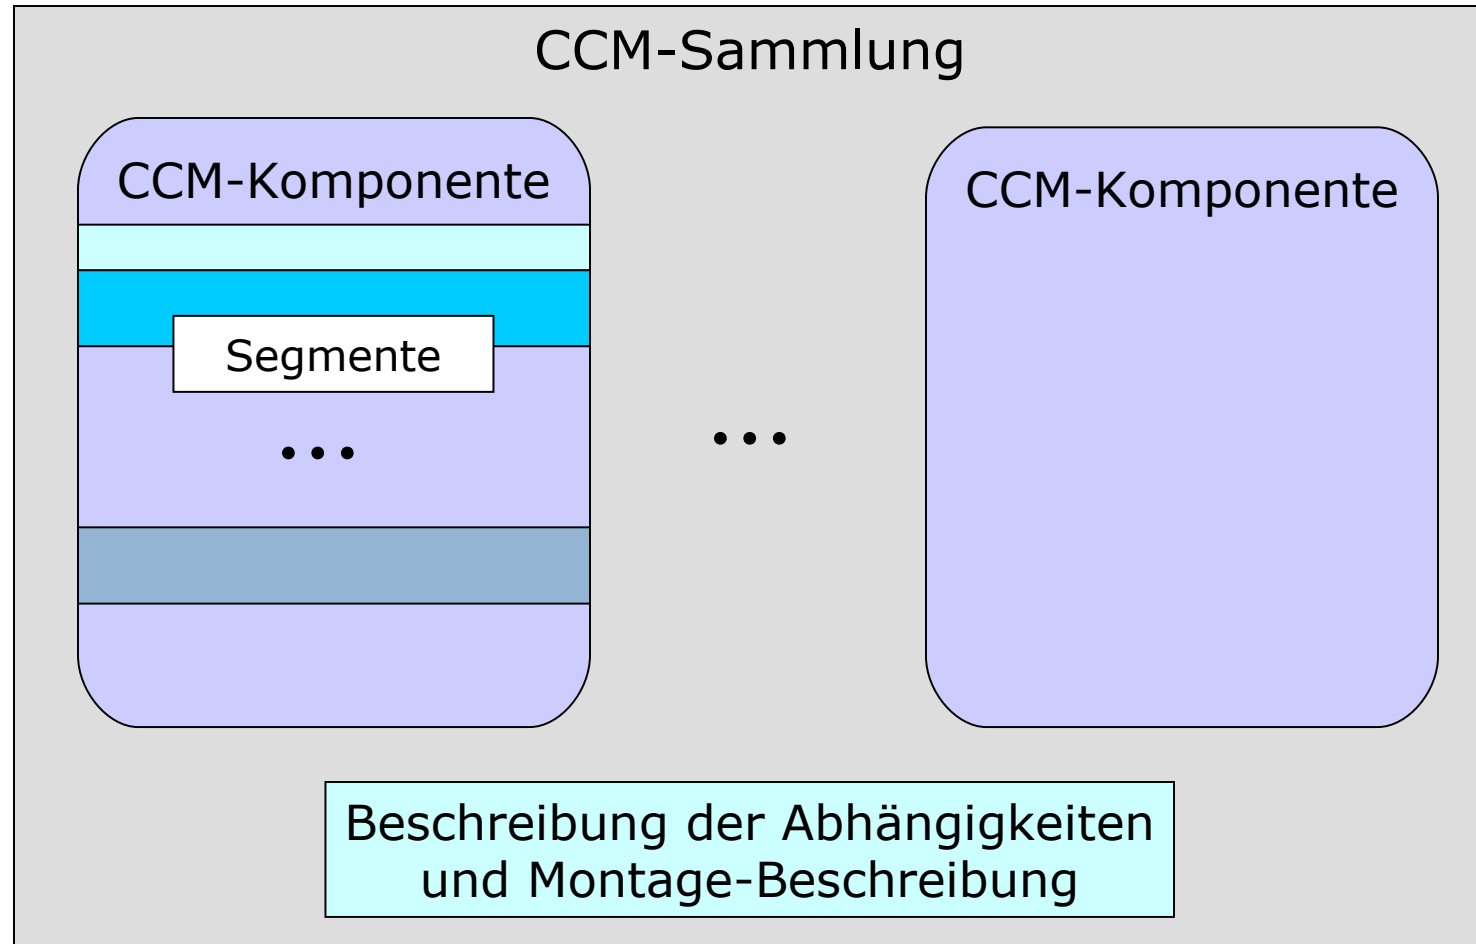 CCM-Sammlung
CCM-Komponente
Segmente
...
...
CCM-Komponente
Beschreibung der Abhängigkeiten
und Montage-Beschreibung